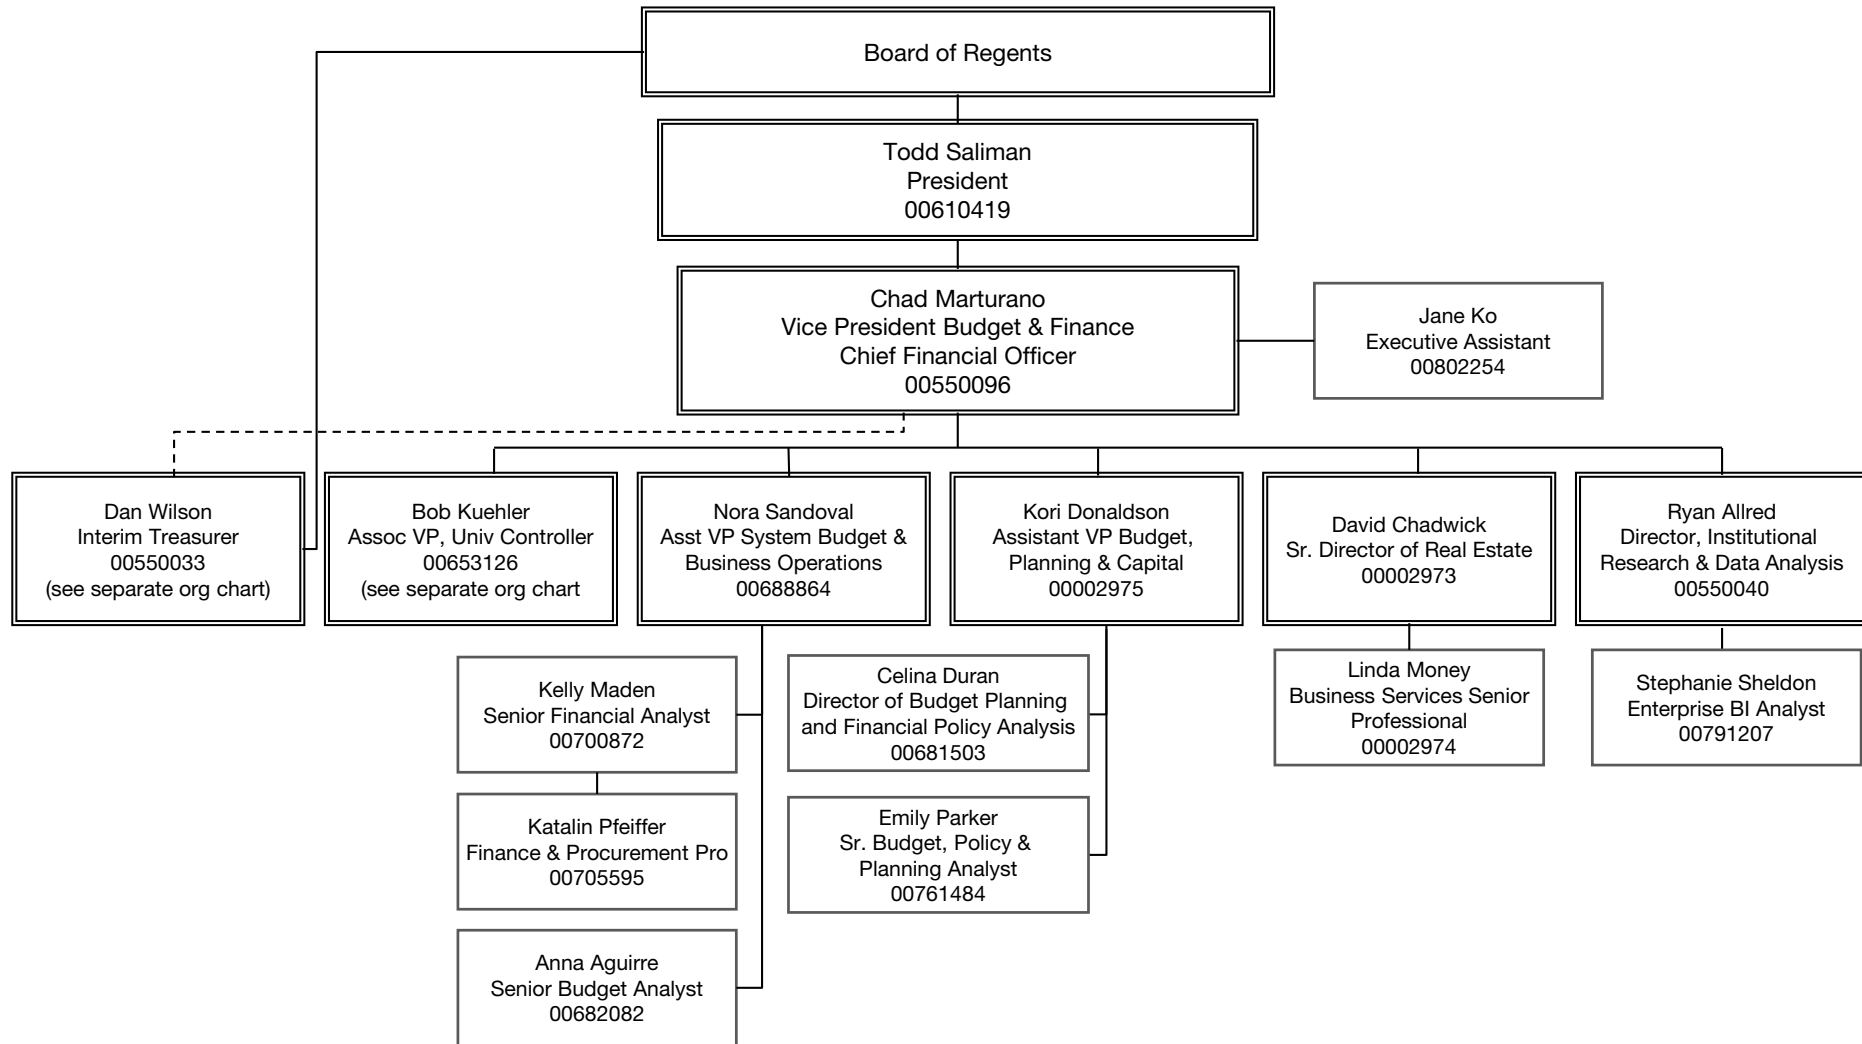 Board of Regents
Todd Saliman
President
00610419
Chad Marturano
Vice President Budget & Finance
Chief Financial Officer
00550096
Jane Ko
Executive Assistant
00802254
Dan Wilson
Interim Treasurer
00550033
(see separate org chart)
Bob Kuehler
Assoc VP, Univ Controller
00653126
(see separate org chart
Nora Sandoval
Asst VP System Budget &
Business Operations
00688864
Kori Donaldson
Assistant VP Budget,
Planning & Capital
00002975
David Chadwick
Sr. Director of Real Estate
00002973
Ryan Allred
Director, Institutional
Research & Data Analysis
00550040
Kelly Maden
Senior Financial Analyst
00700872
Celina Duran
Director of Budget Planning
and Financial Policy Analysis
00681503
Linda Money
Business Services Senior
Professional
00002974
Stephanie Sheldon
Enterprise BI Analyst
00791207
Katalin Pfeiffer
Finance & Procurement Pro
00705595
Emily Parker
Sr. Budget, Policy &
Planning Analyst
00761484
Anna Aguirre
Senior Budget Analyst
00682082